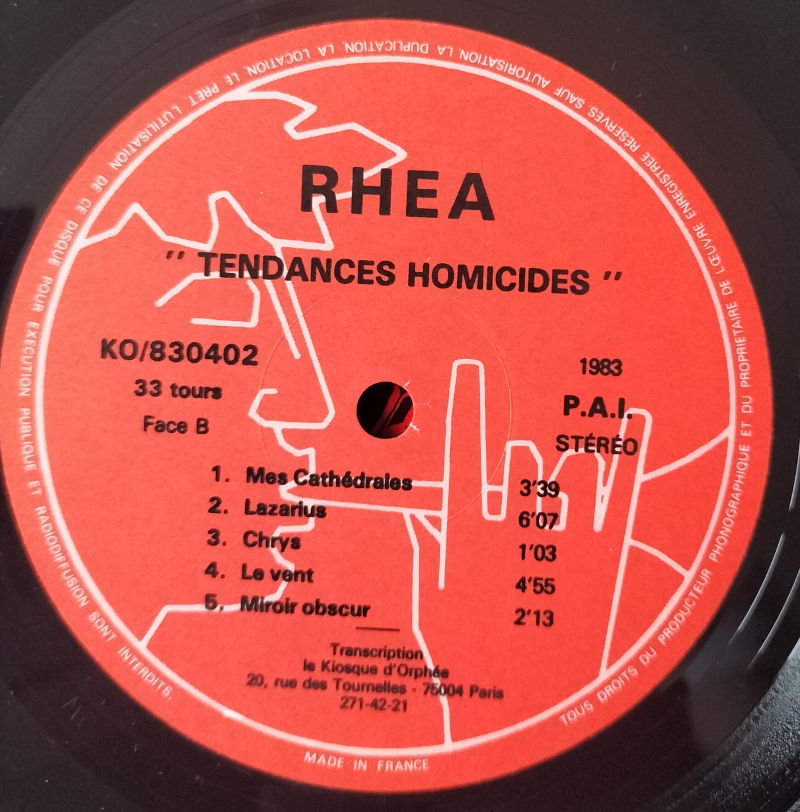 RHEA
" TENDANCES HOMICIDES "
KO/830402
33 tours
Face B
1983
P.A.I.
STÉRÉO
1. Mes Cathédrales 3'39
2. Lazarius 6'07
3. Chrys 1'03
4. Le vent 4'55
5. Miroir obscur 2'13
Transcription
le Kiosque d'Orphée
20, rue des Tournelles - 75004 Paris
271-42-21
MADE IN FRANCE
TOUS DROITS DU PRODUCTEUR PHONOGRAPHIQUE ET DU PROPRIETAIRE DE L'ŒUVRE ENREGISTREE RESERVES. SAUF AUTORISATION LA DUPLICATION, LA LOCATION, LE PRET L'UTILISATION, DE CE DISQUE POUR EXECUTION PUBLIQUE ET RADIODIFFUSION SONT INTERDITS